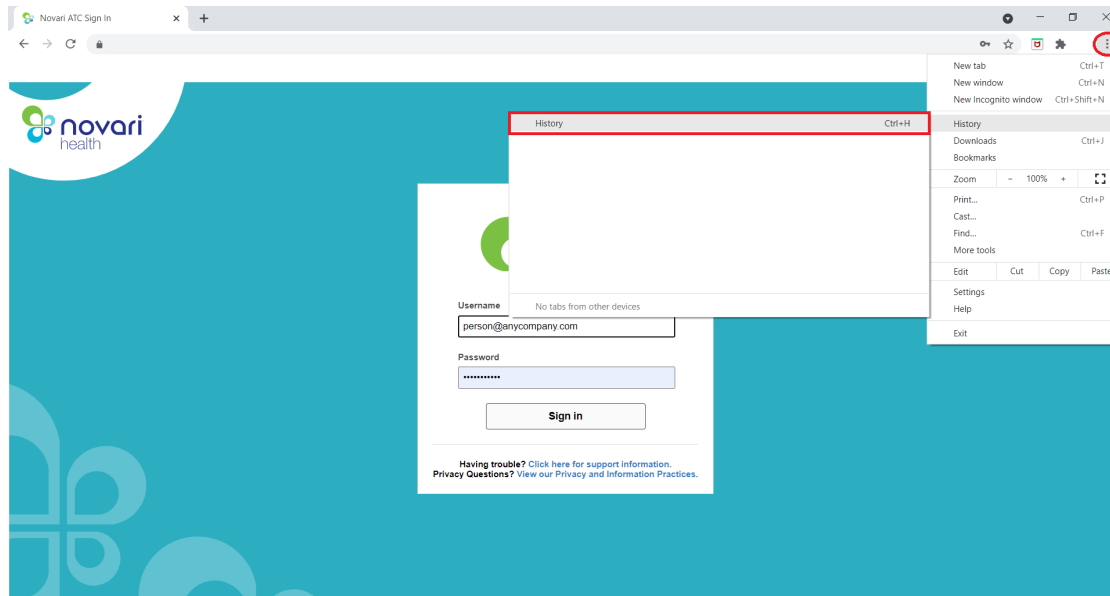 Novari ATC Sign In
novari
health
New tab Ctrl+T
New window Ctrl+N
New Incognito window Ctrl+Shift+N
History
Downloads Ctrl+J
Bookmarks
Zoom - 100% +
Print... Ctrl+P
Cast...
Find... Ctrl+F
More tools
Edit Cut Copy Paste
Settings
Help
Exit
History Ctrl+H
No tabs from other devices
Username
person@anycompany.com
Password
•••••••••••
Sign in
Having trouble? Click here for support information.
Privacy Questions? View our Privacy and Information Practices.